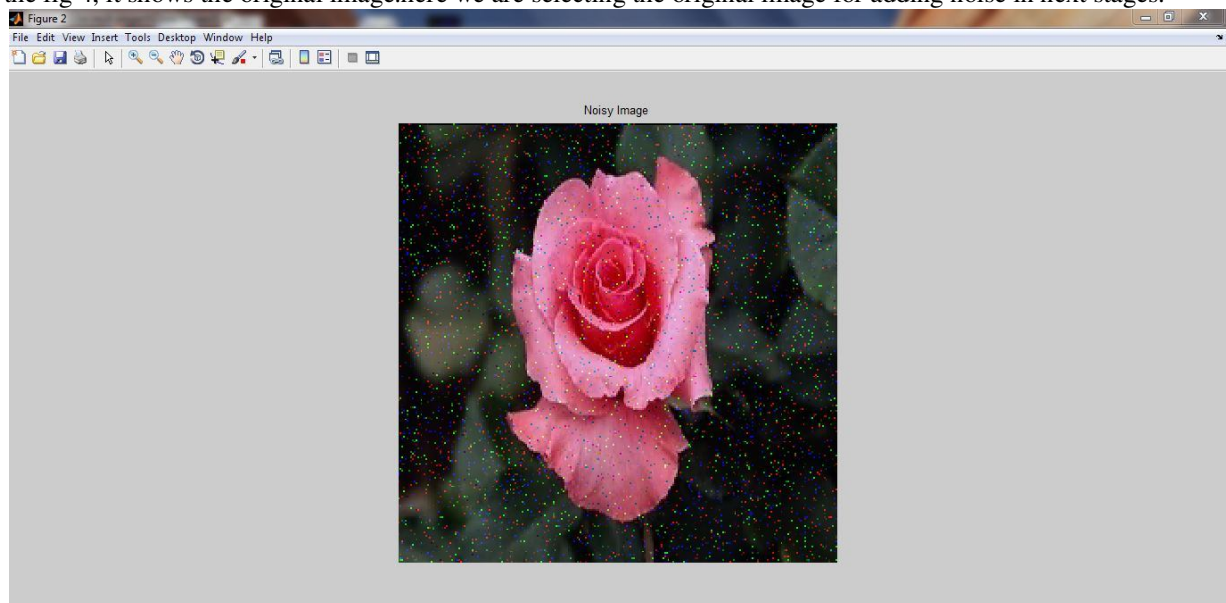 the fig 4, it shows the original image.here we are selecting the original image for adding noise in next stages.
Figure 2
File Edit View Insert Tools Desktop Window Help
Noisy Image